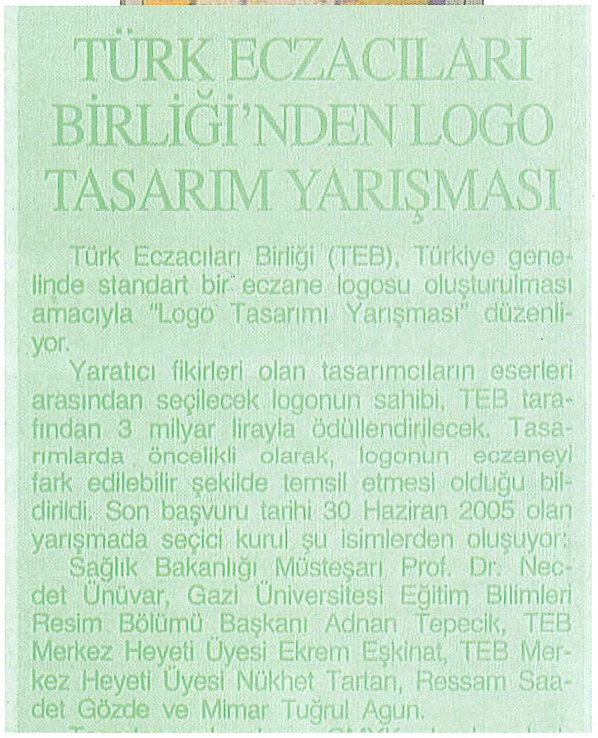 TÜRK ECZACILARI
BİRLİĞİ'NDEN LOGO
TASARIM YARIŞMASI
Türk Eczacıları Birliği (TEB), Türkiye gene-
linde standart bir eczane logosu oluşturulması
amacıyla "Logo Tasarımı Yarışması" düzenli-
yor.
Yaratıcı fikirleri olan tasarımcıların eserleri
arasından seçilecek logonun sahibi, TEB tara-
fından 3 milyar lirayla ödüllendirilecek. Tasa-
rımlarda öncelikli olarak, logonun eczaneyi
fark edilebilir şekilde temsil etmesi olduğu bil-
dirildi. Son başvuru tarihi 30 Haziran 2005 olan
yarışmada seçici kurul şu isimlerden oluşuyor:
Sağlık Bakanlığı Müsteşarı Prof. Dr. Nec-
det Ünüvar, Gazi Üniversitesi Eğitim Bilimleri
Resim Bölümü Başkanı Adnan Tepecik, TEB
Merkez Heyeti Üyesi Ekrem Eşkinat, TEB Mer-
kez Heyeti Üyesi Nükhet Tartan, Ressam Saa-
det Gözde ve Mimar Tuğrul Agun.